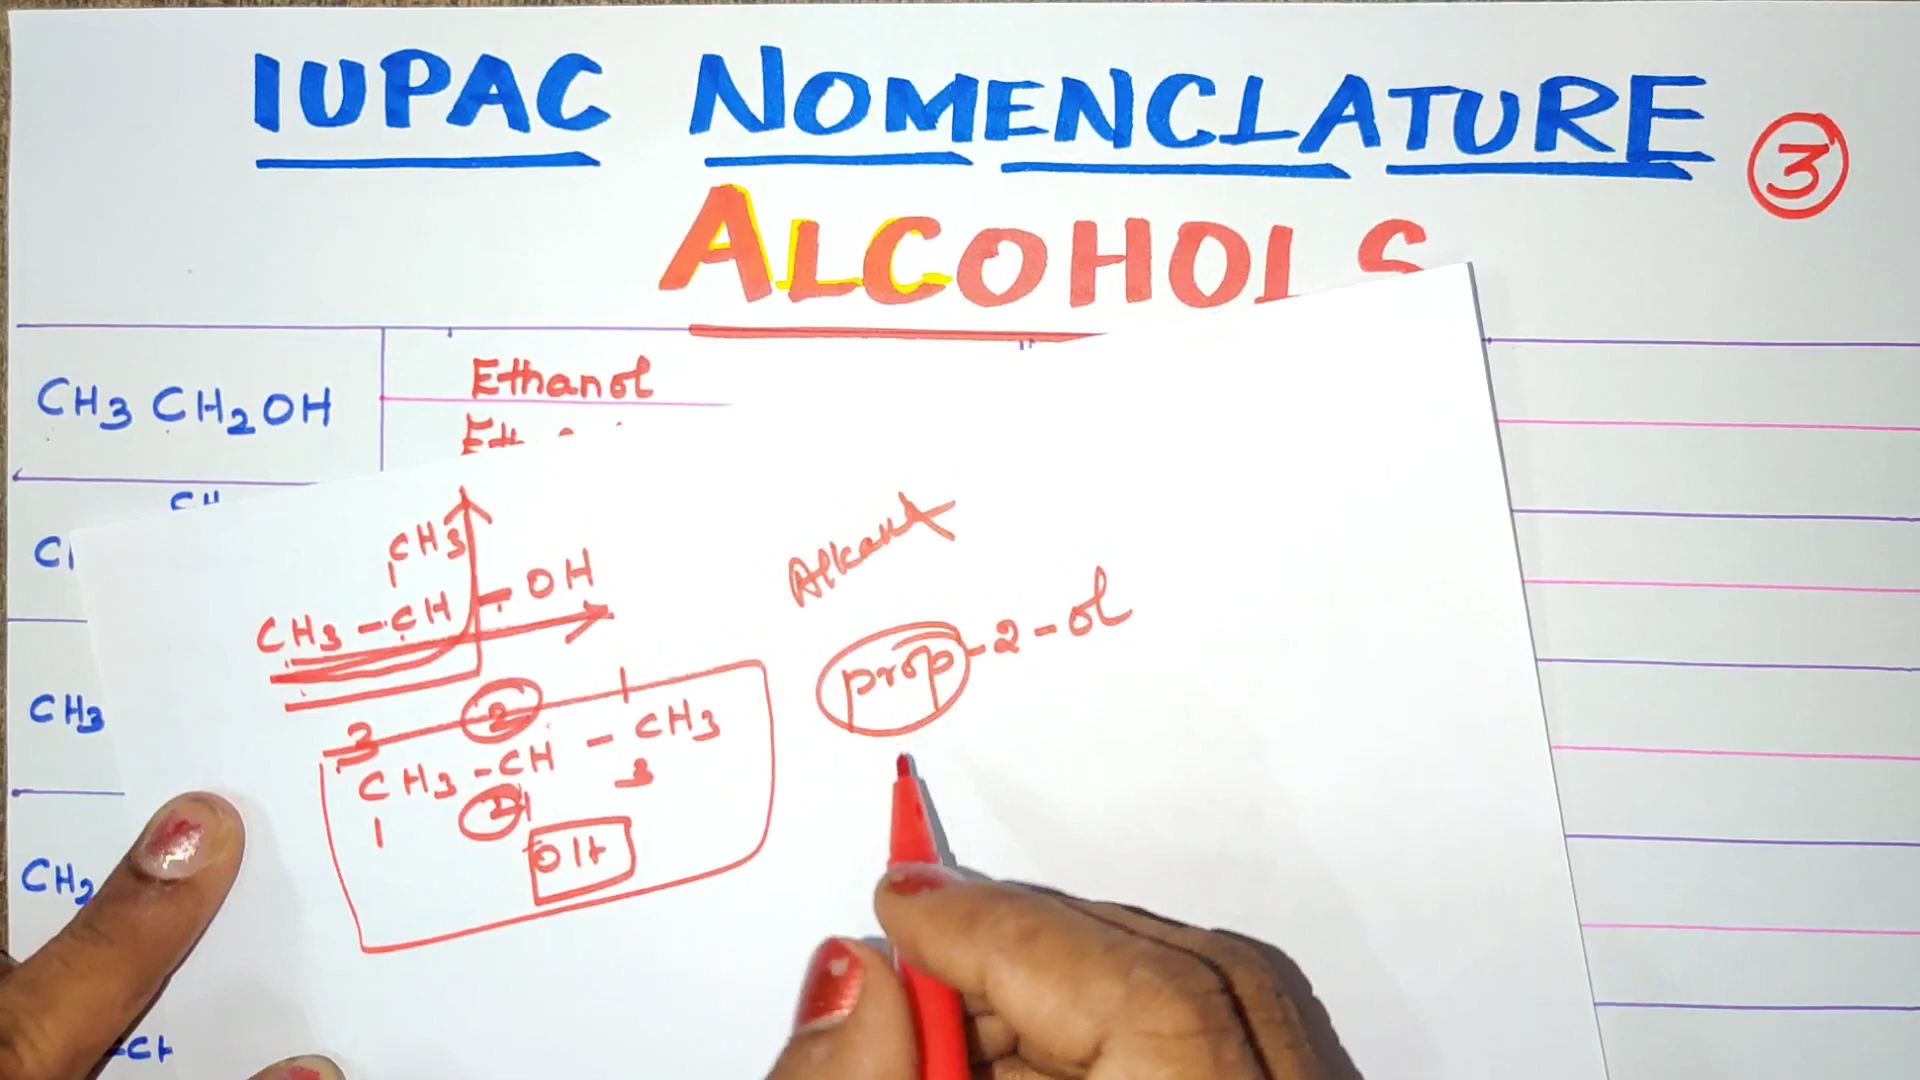 IUPAC NOMENCLATURE 3
ALCOHOLS
CH3 CH2OH
Ethanol
CH3
CH3 - CH - OH
Alkane
prop-2-ol
3 2 1
CH3 - CH - CH3
1 2 3
OH
CH3
CH2